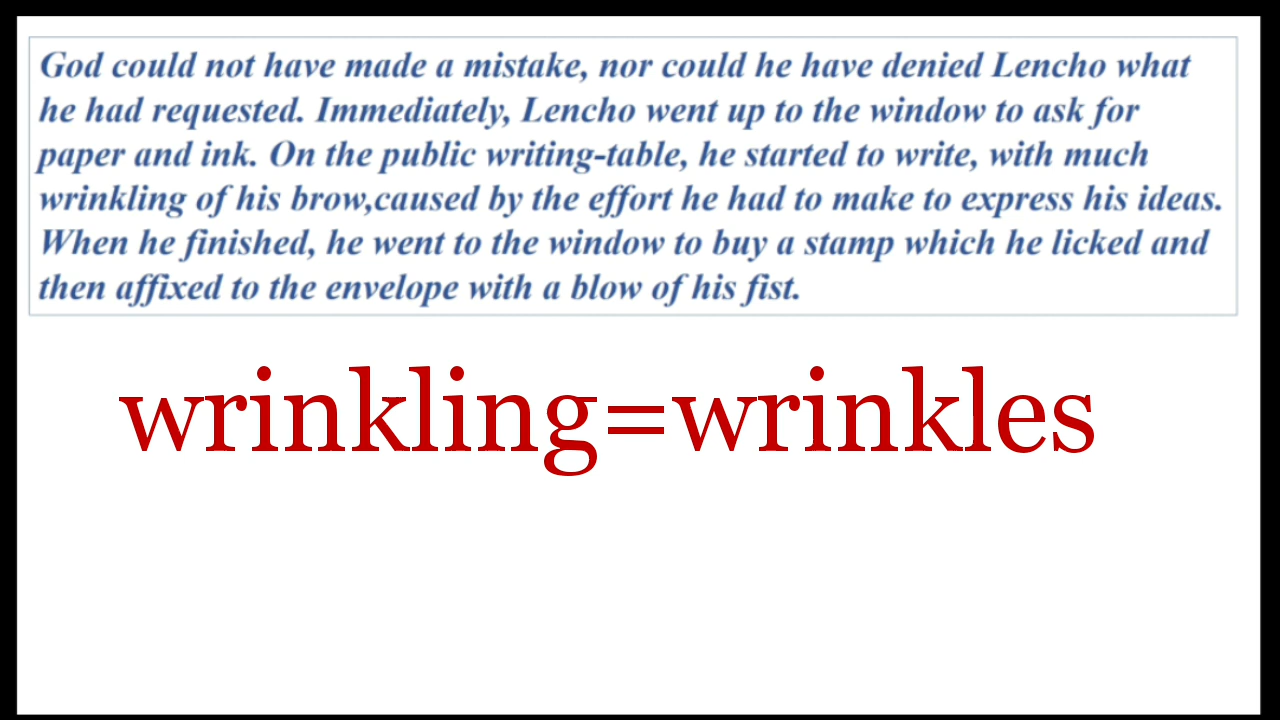 God could not have made a mistake, nor could he have denied Lencho what
he had requested. Immediately, Lencho went up to the window to ask for
paper and ink. On the public writing-table, he started to write, with much
wrinkling of his brow,caused by the effort he had to make to express his ideas.
When he finished, he went to the window to buy a stamp which he licked and
then affixed to the envelope with a blow of his fist.
wrinkling=wrinkles